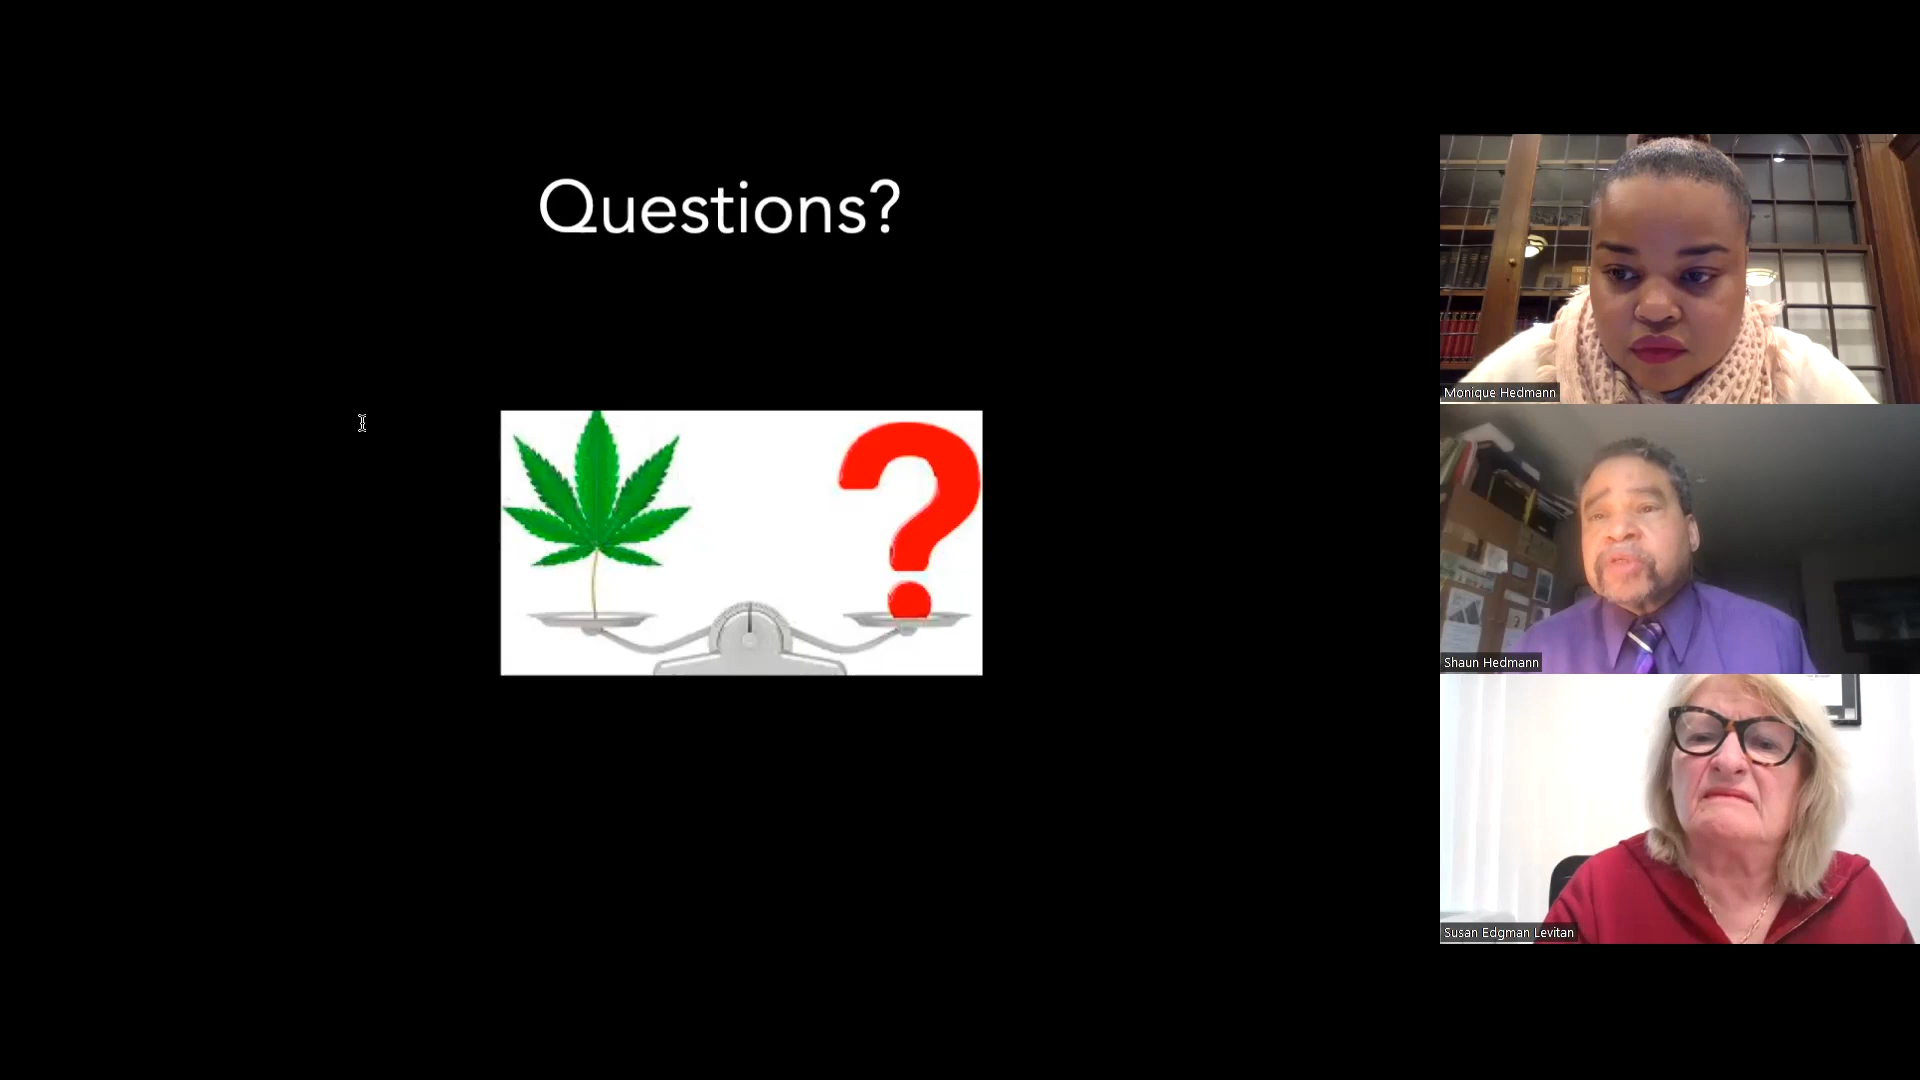 Questions?
?
Monique Hedmann
Shaun Hedmann
Susan Edgman Levitan